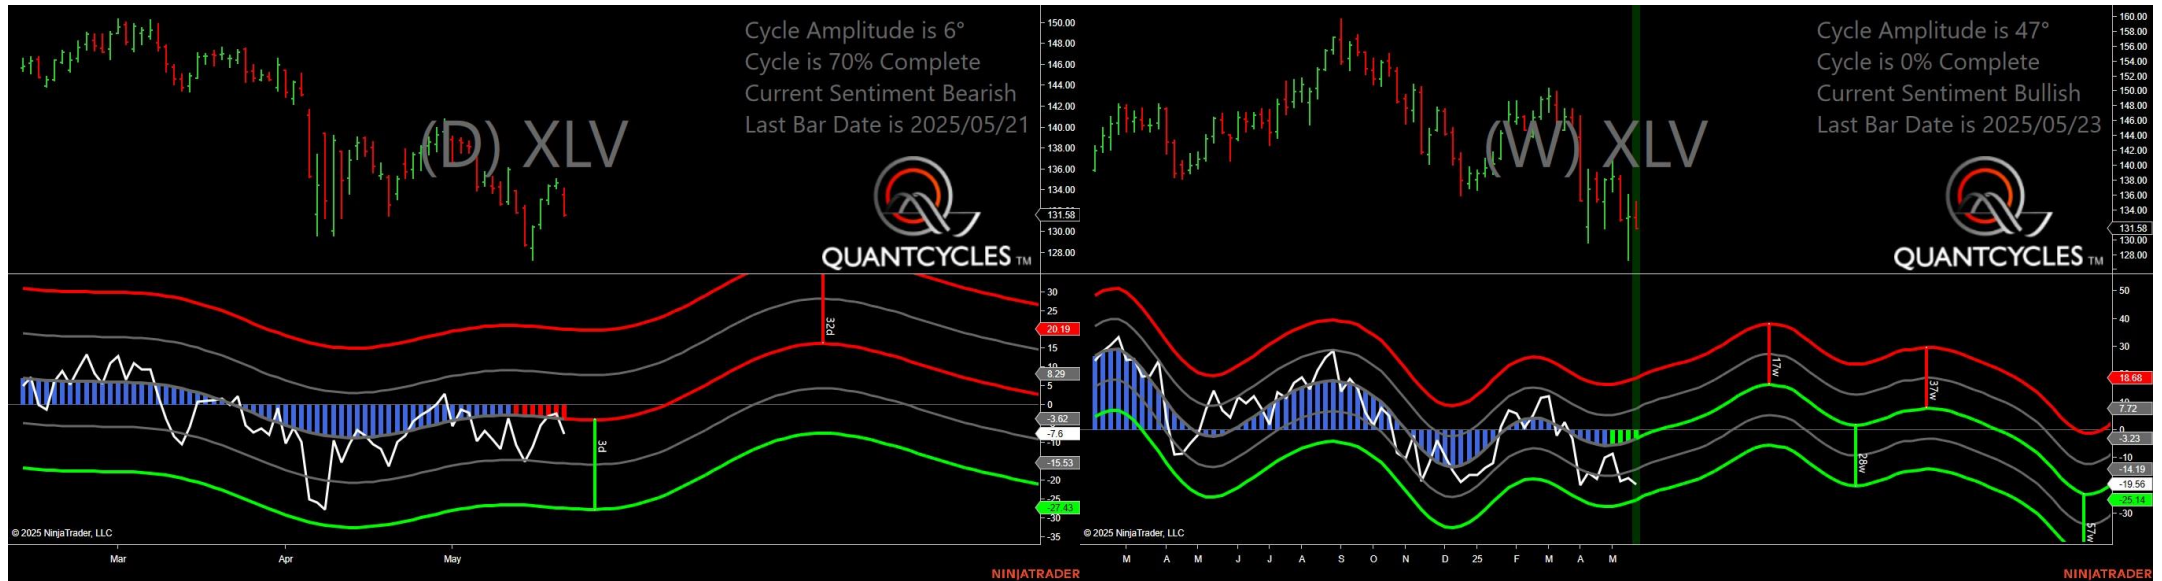 Cycle Amplitude is 6°
Cycle is 70% Complete
Current Sentiment Bearish
Last Bar Date is 2025/05/21
(D) XLV
QUANTCYCLES TM
150.00
148.00
146.00
144.00
142.00
140.00
138.00
136.00
134.00
131.58
130.00
128.00
32d
3d
30
25
20.19
15
10
8.29
5
0
-3.62
-7.6
-10
-15.53
-20
-25
-27.43
-30
-35
© 2025 NinjaTrader, LLC
Mar
Apr
May
NINJATRADER
Cycle Amplitude is 47°
Cycle is 0% Complete
Current Sentiment Bullish
Last Bar Date is 2025/05/23
(W) XLV
QUANTCYCLES TM
160.00
158.00
156.00
154.00
152.00
150.00
148.00
146.00
144.00
142.00
140.00
138.00
136.00
134.00
131.58
130.00
128.00
17w
37w
28w
57w
50
40
30
18.68
7.72
0
-3.23
-10
-14.19
-19.56
-25.14
-30
© 2025 NinjaTrader, LLC
M A M J J A S O N D 25 F M A M
NINJATRADER